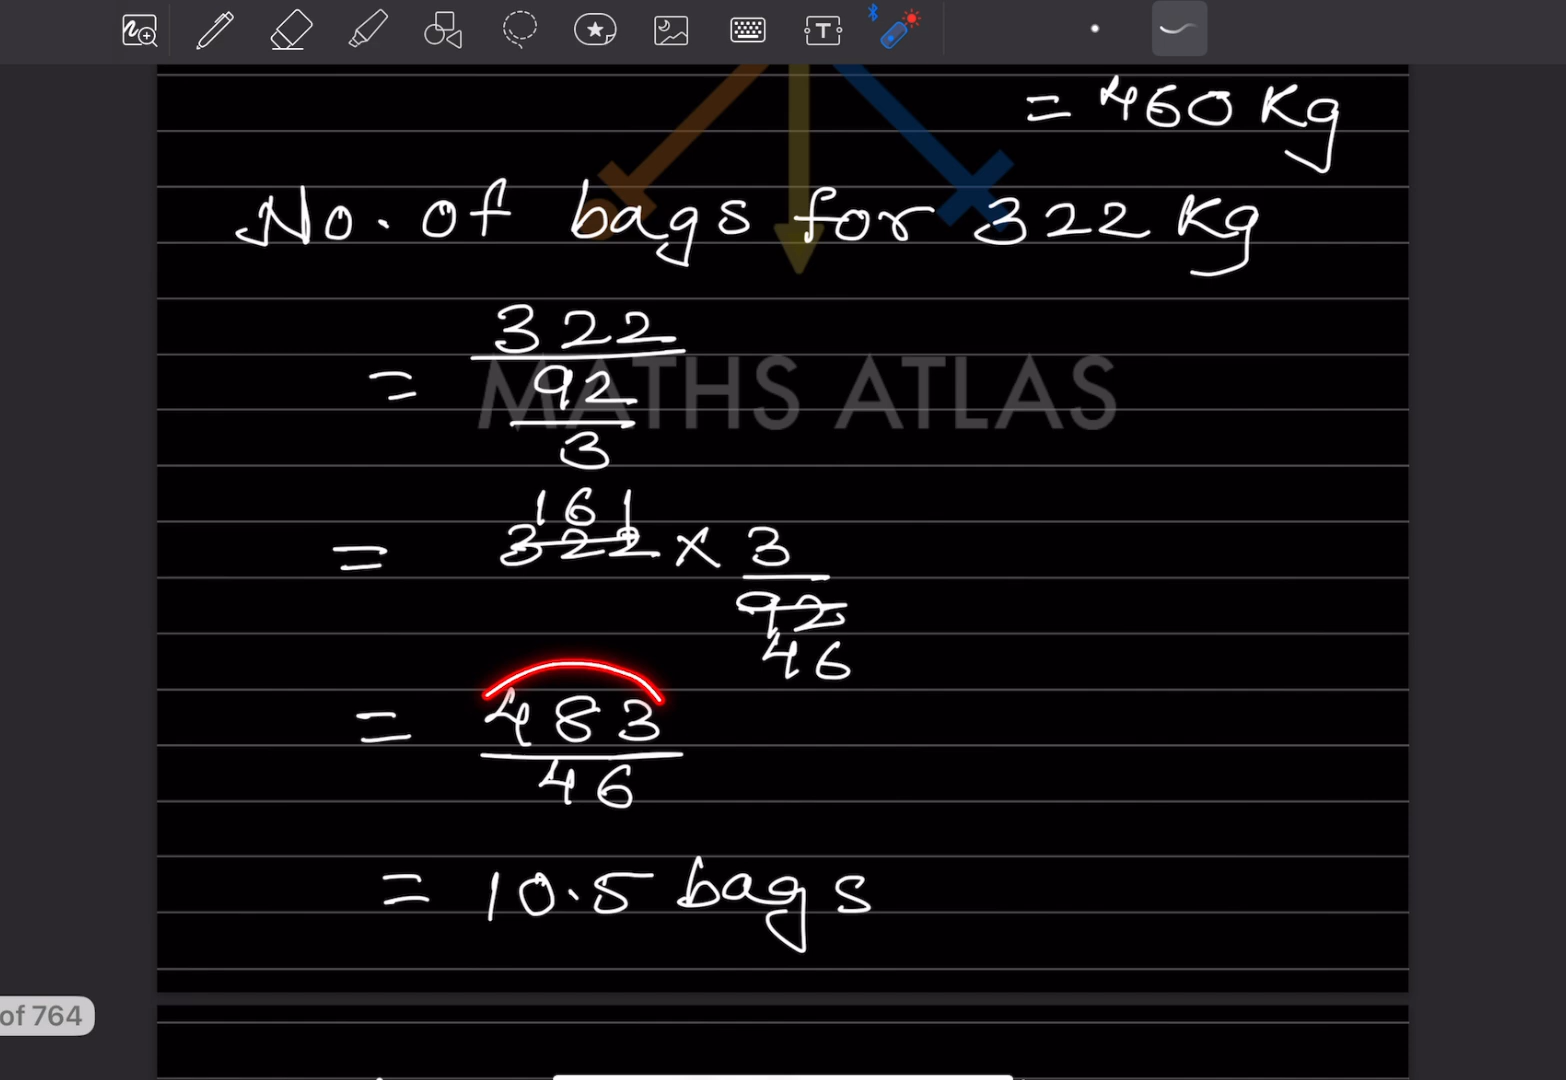 = 460 Kg
No. of bags for 322 Kg
MATHS ATLAS
= 322
92
3
161
= 322 × 3
92
46
= 483
46
= 10.5 bags
of 764